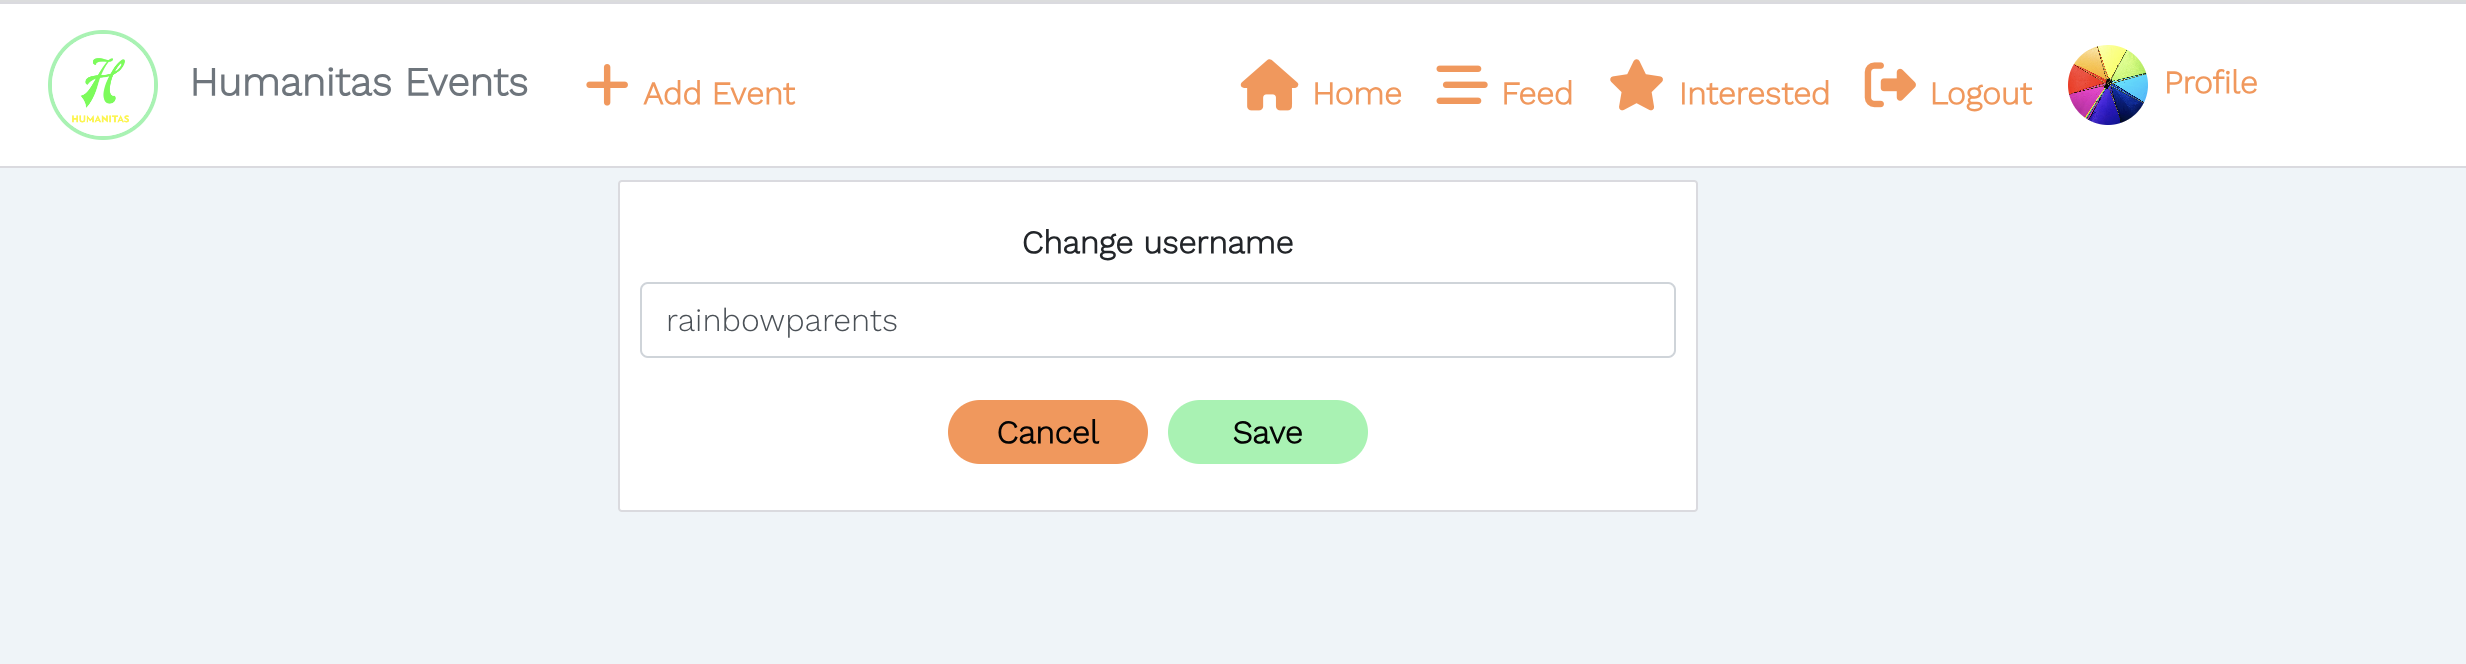 H
HUMANITAS
Humanitas Events
Add Event
Home
Feed
Interested
Logout
Profile
Change username
rainbowparents
Cancel
Save